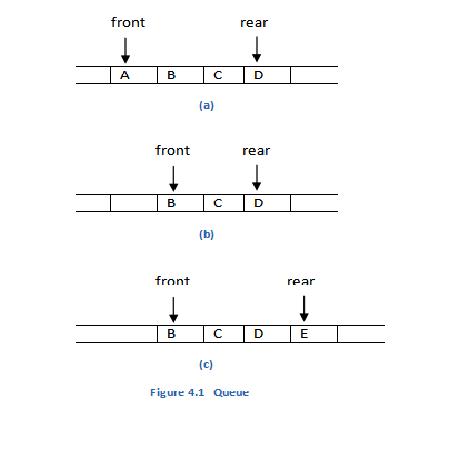 front rear
A B C D
(a)
front rear
B C D
(b)
front rear
B C D E
(c)
Figure 4.1 Queue